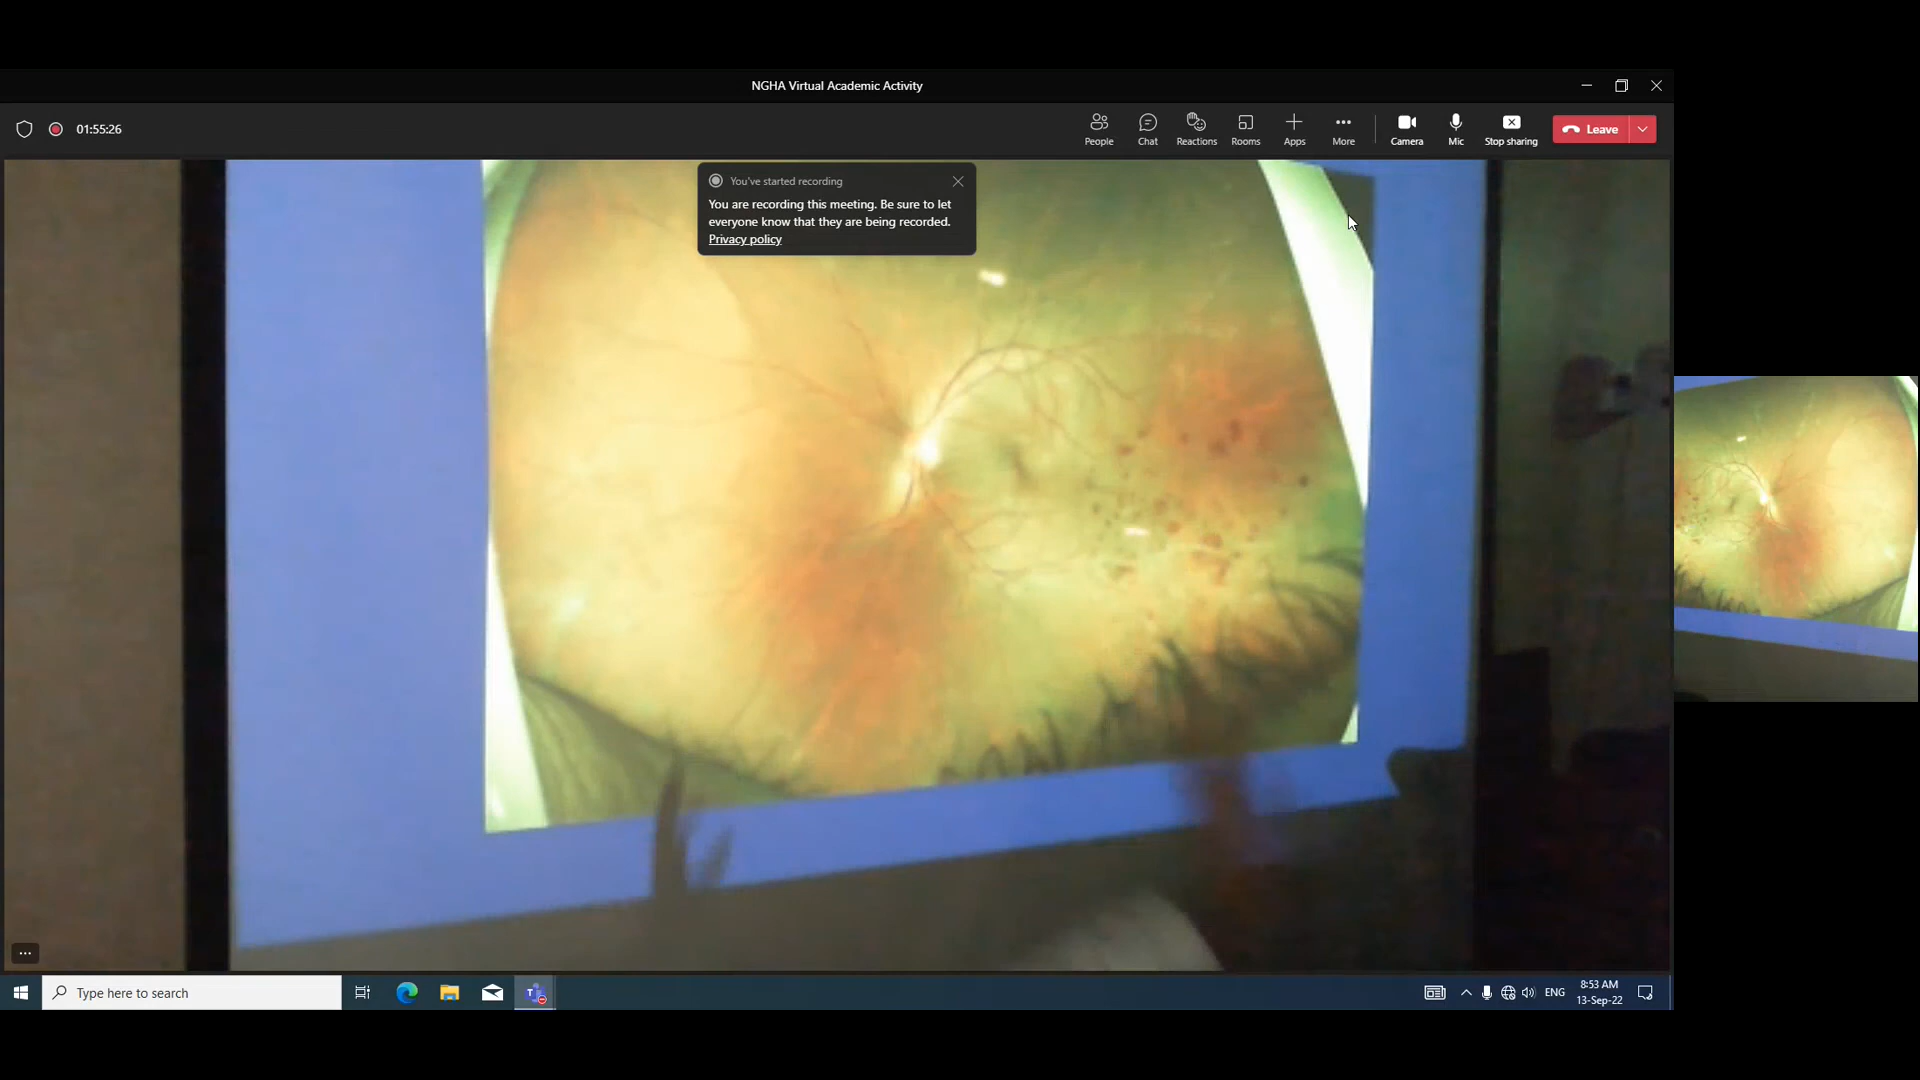 NGHA Virtual Academic Activity
01:55:26
People
Chat
Reactions
Rooms
Apps
More
Camera
Mic
Stop sharing
Leave
You've started recording
You are recording this meeting. Be sure to let
everyone know that they are being recorded.
Privacy policy
Type here to search
ENG
8:53 AM
13-Sep-22